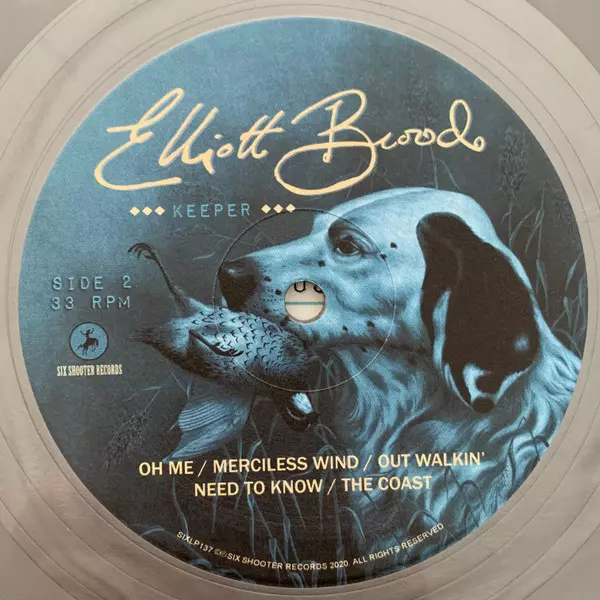 Elliott Brood
KEEPER
SIDE 2
33 RPM
SIX SHOOTER RECORDS
OH ME / MERCILESS WIND / OUT WALKIN'
NEED TO KNOW / THE COAST
SIXLP137 ©℗SIX SHOOTER RECORDS 2020. ALL RIGHTS RESERVED